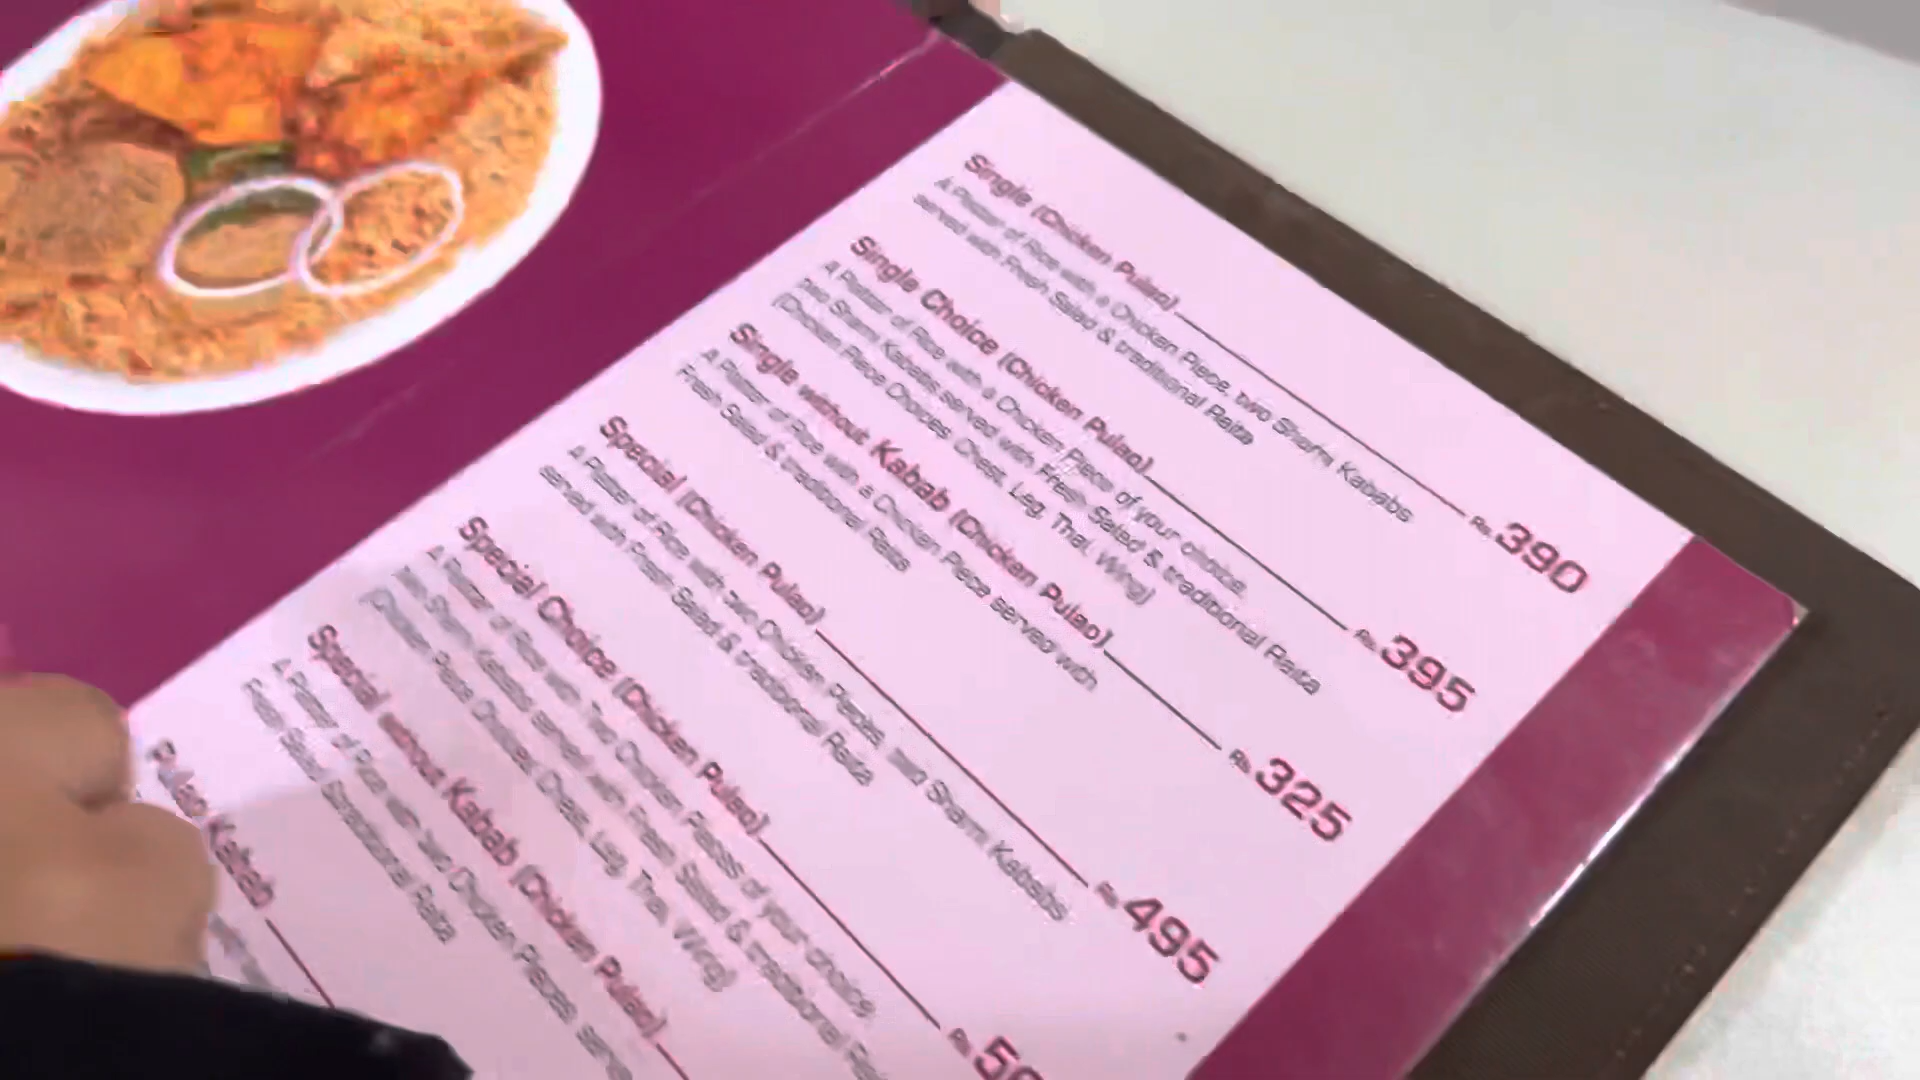 Single (Chicken Pulao) Rs. 390
A Platter of Rice with a Chicken Piece, two Shami Kababs
served with Fresh Salad & traditional Raita
Single Choice (Chicken Pulao) Rs. 395
A Platter of Rice with a Chicken Piece of your choice,
two Shami Kababs served with Fresh Salad & traditional Raita
(Chicken Piece Choices: Chest, Leg, Thai, Wing)
Single without Kabab (Chicken Pulao) Rs. 325
A Platter of Rice with a Chicken Piece served with
Fresh Salad & traditional Raita
Special (Chicken Pulao) Rs. 495
A Platter of Rice with two Chicken Pieces, two Shami Kababs
served with Fresh Salad & traditional Raita
Special Choice (Chicken Pulao) Rs.
A Platter of Rice with Two Chicken Pieces of your choice
two Shami Kababs served with Fresh Salad & traditional
(Chicken Piece Choices: Chest, Leg, Thai, Wing)
Special without Kabab (Chicken Pulao)
A Platter of Rice with two Chicken Pieces
Fresh Salad & traditional Raita
Pulao Kabab